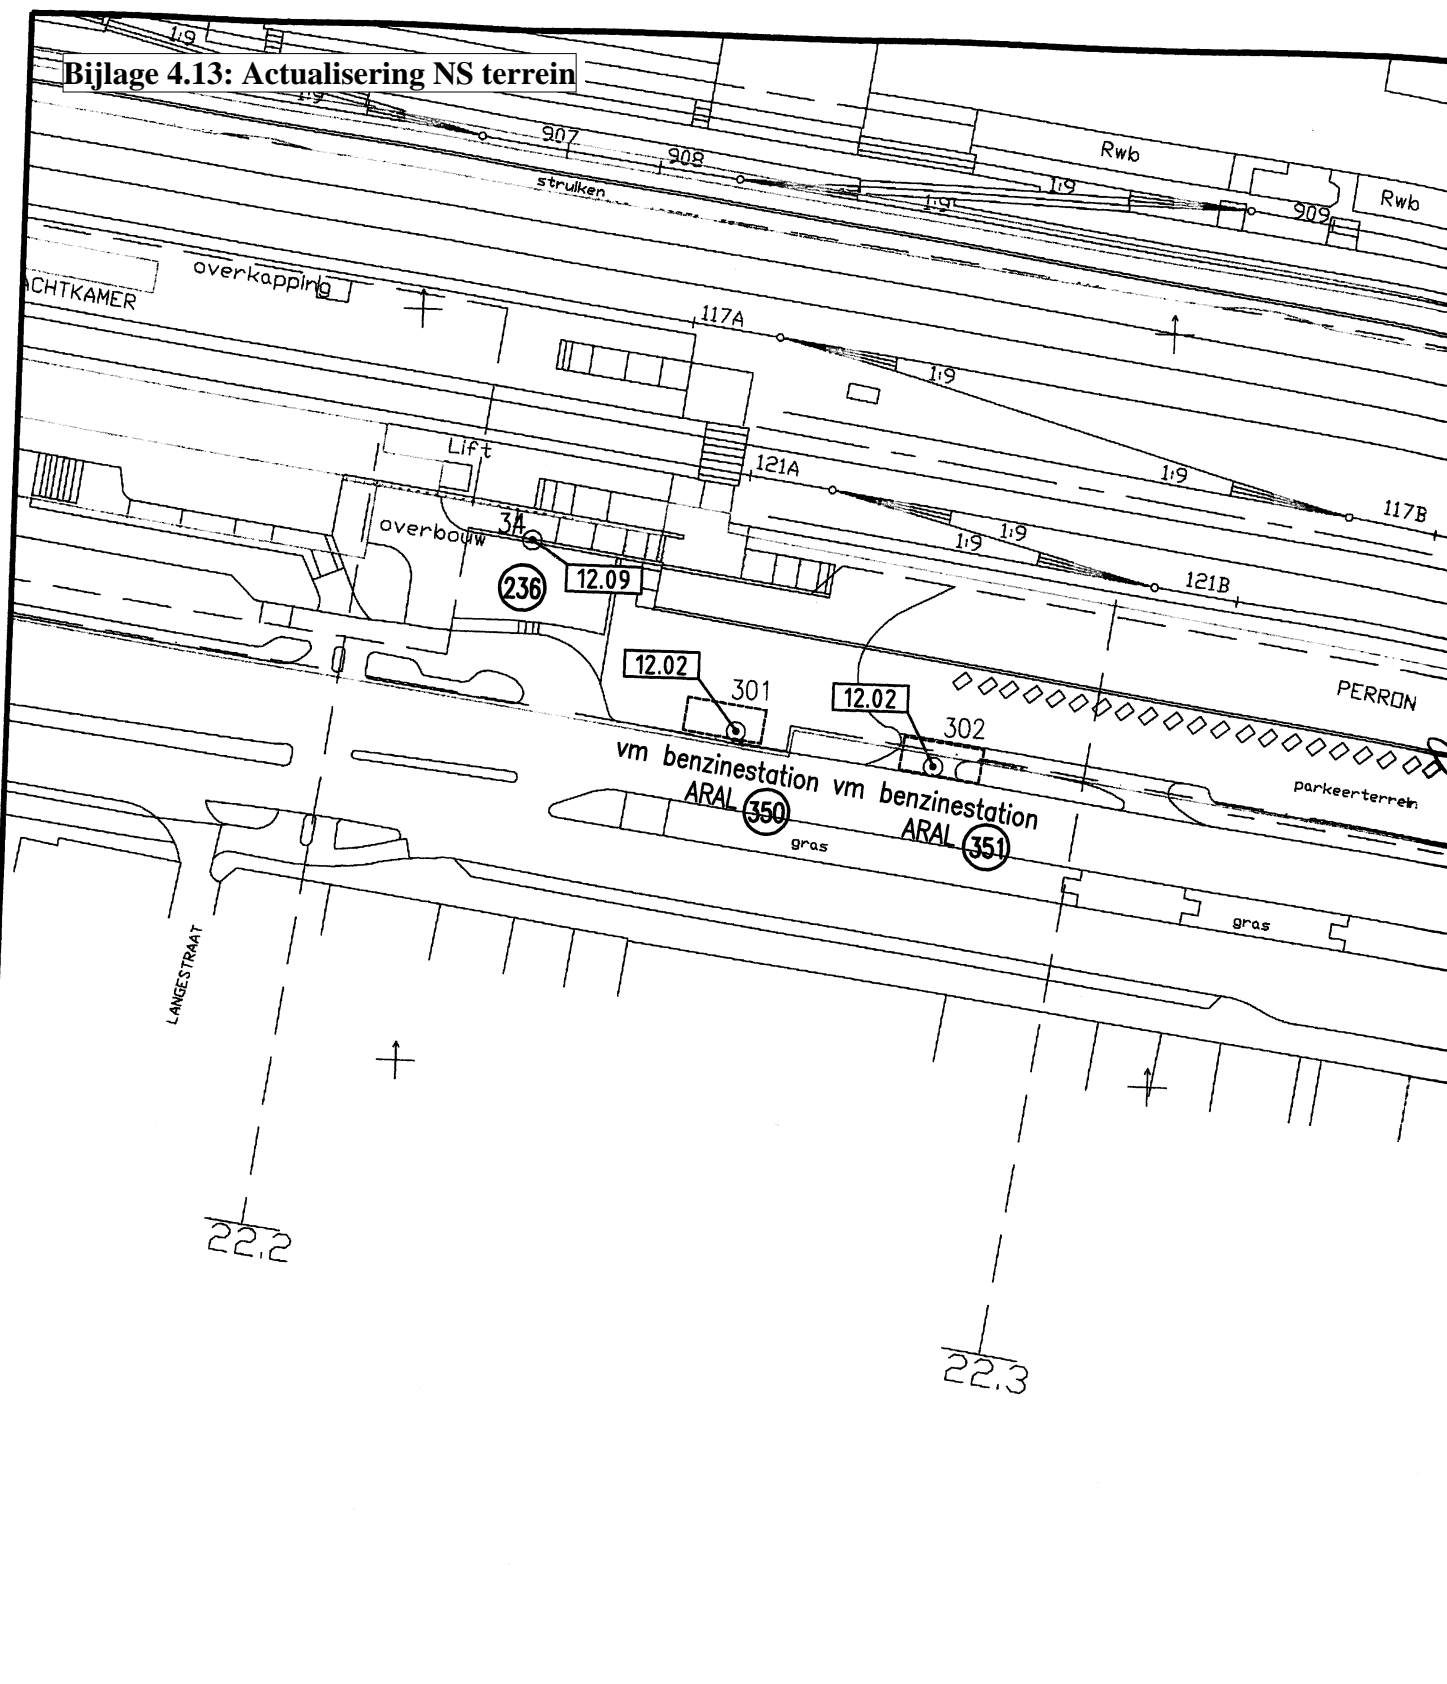 1:9
Bijlage 4.13: Actualisering NS terrein
1:9
907
908
struiken
Rwb
1:9
1:9
909
Rwb
overkapping
ACHTKAMER
117A
1:9
Lift
121A
1:9
117B
34
overbouw
1:9
1:9
121B
236
12.09
12.02
301
12.02
302
PERRON
vm benzinestation
ARAL
350
vm benzinestation
ARAL
351
parkeerterrein
gras
gras
LANGESTRAAT
22.2
22.3